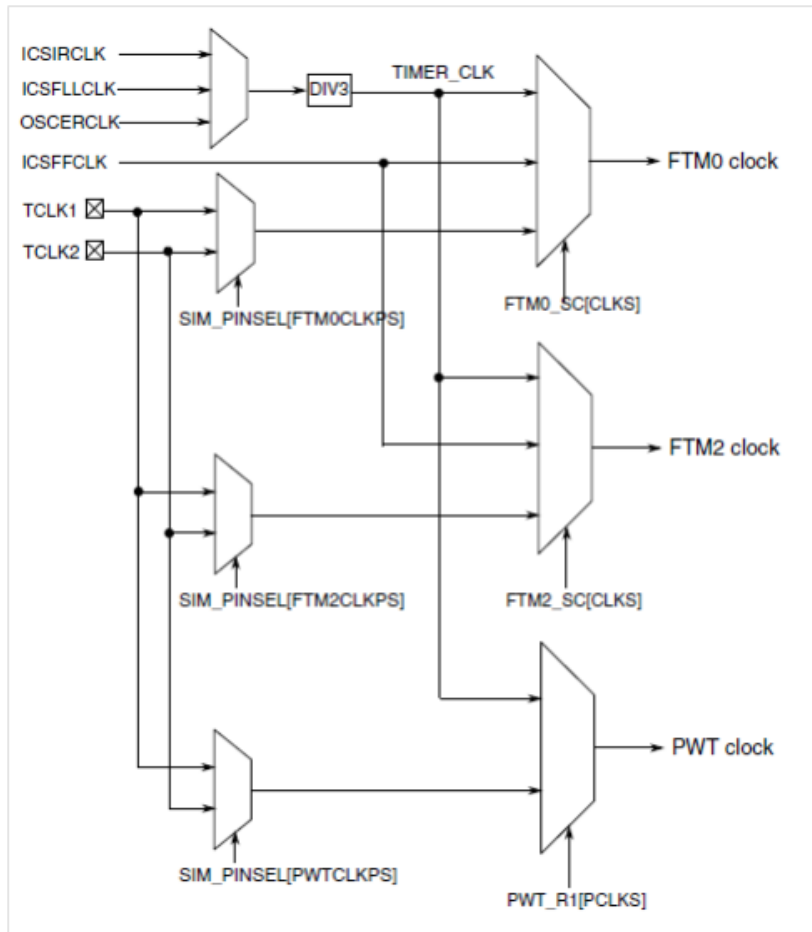 ICSIRCLK
ICSFLLCLK
OSCERCLK
DIV3
TIMER_CLK
ICSFFCLK
FTM0 clock
TCLK1
TCLK2
SIM_PINSEL[FTM0CLKPS]
FTM0_SC[CLKS]
FTM2 clock
SIM_PINSEL[FTM2CLKPS]
FTM2_SC[CLKS]
PWT clock
SIM_PINSEL[PWTCLKPS]
PWT_R1[PCLKS]